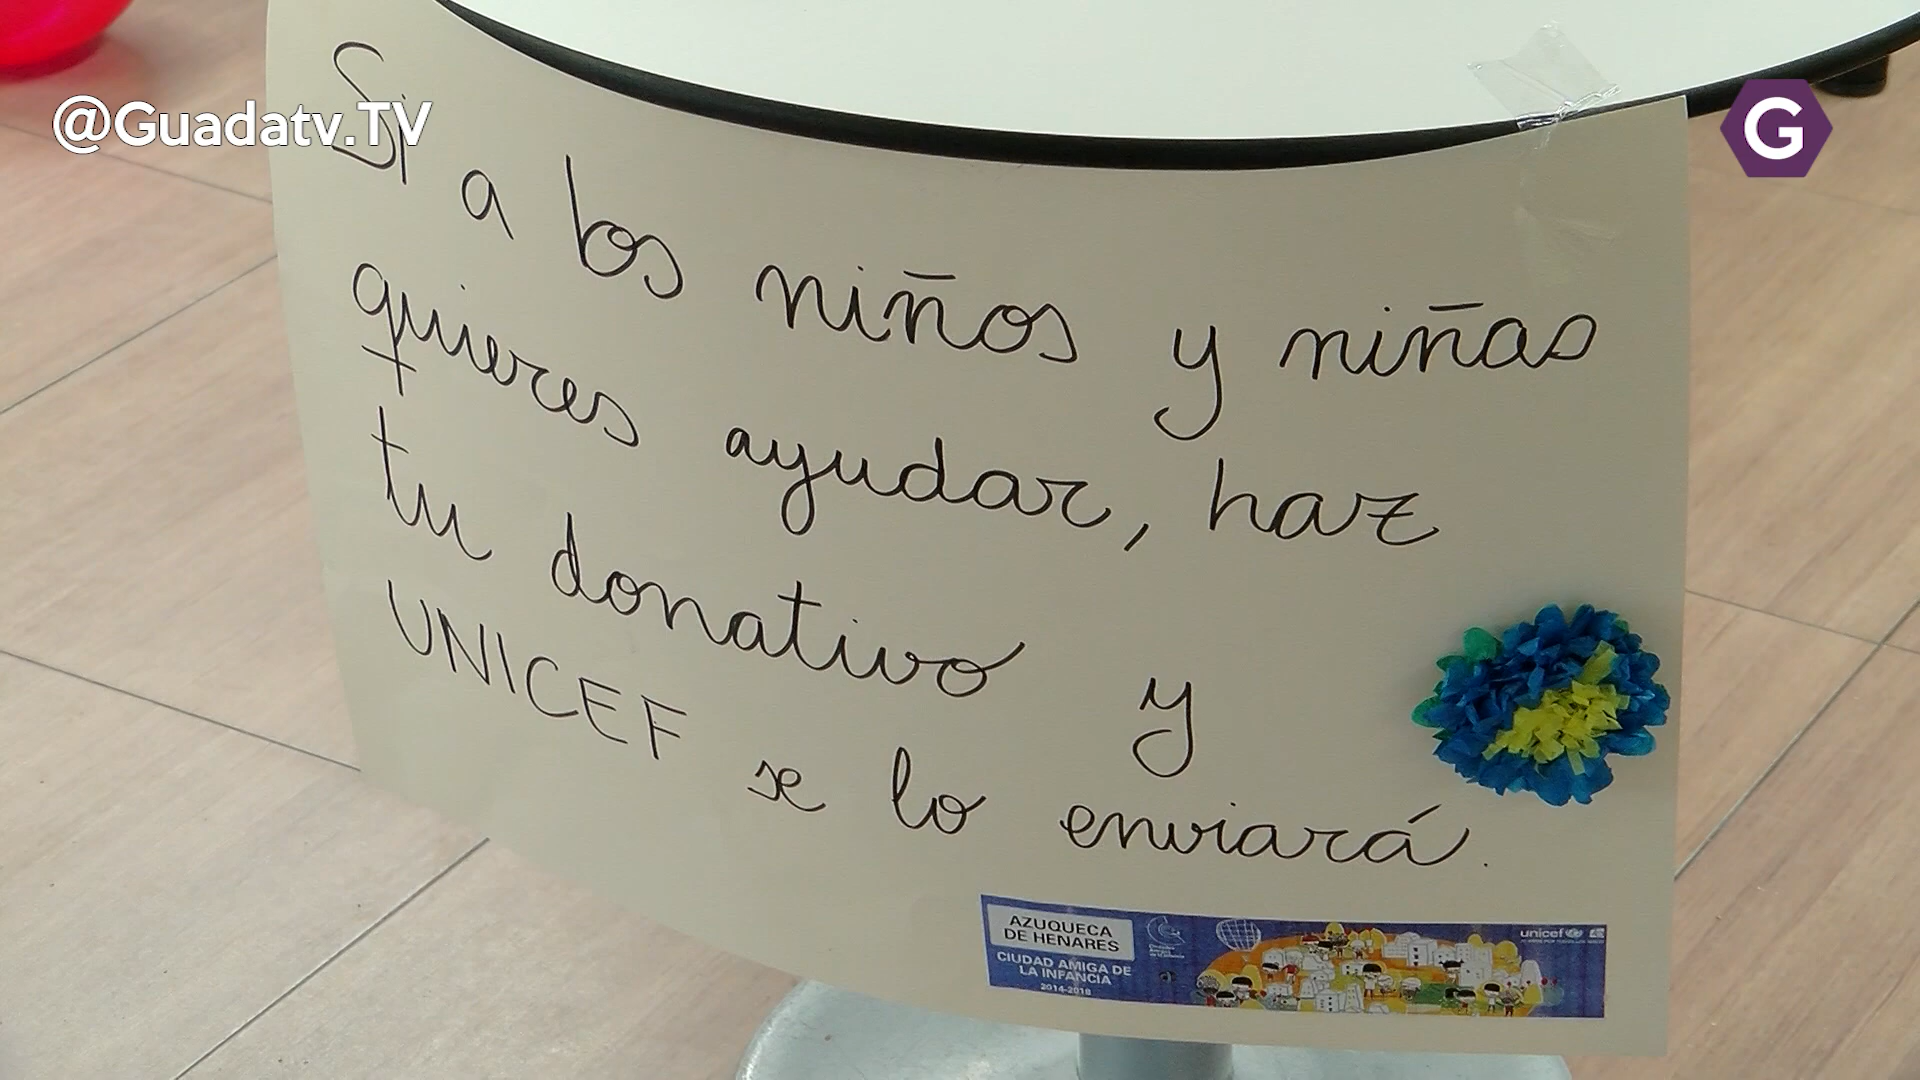 @Guadatv.TV
G
Si a los niños y niñas
quieres ayudar, haz
tu donativo y
UNICEF se lo enviará.
AZUQUECA
DE HENARES
CIUDAD AMIGA DE
LA INFANCIA
2014-2018
unicef